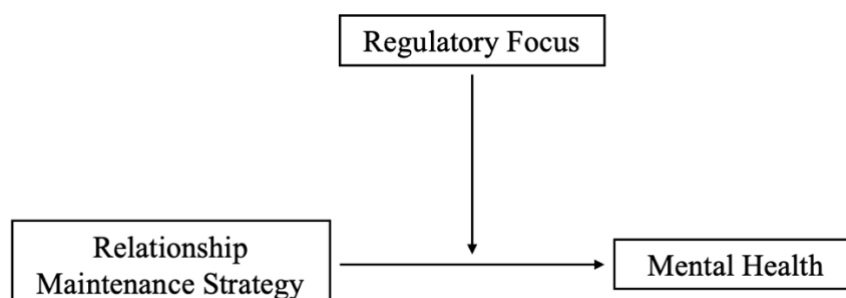 Regulatory Focus
Relationship
Maintenance Strategy
Mental Health